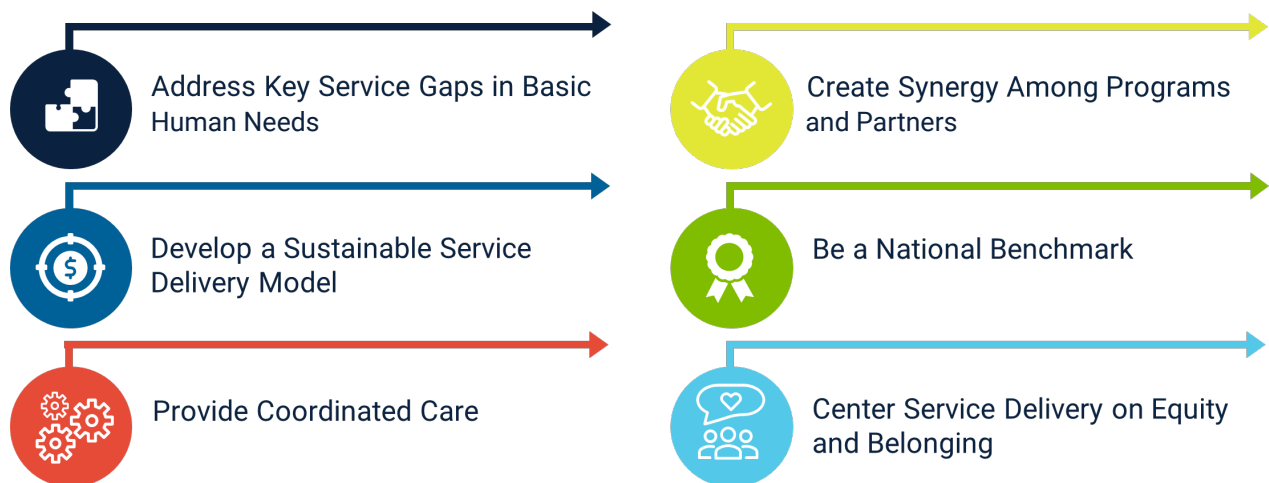 Address Key Service Gaps in Basic
Human Needs
Develop a Sustainable Service
Delivery Model
$
Provide Coordinated Care
Create Synergy Among Programs
and Partners
Be a National Benchmark
Center Service Delivery on Equity
and Belonging